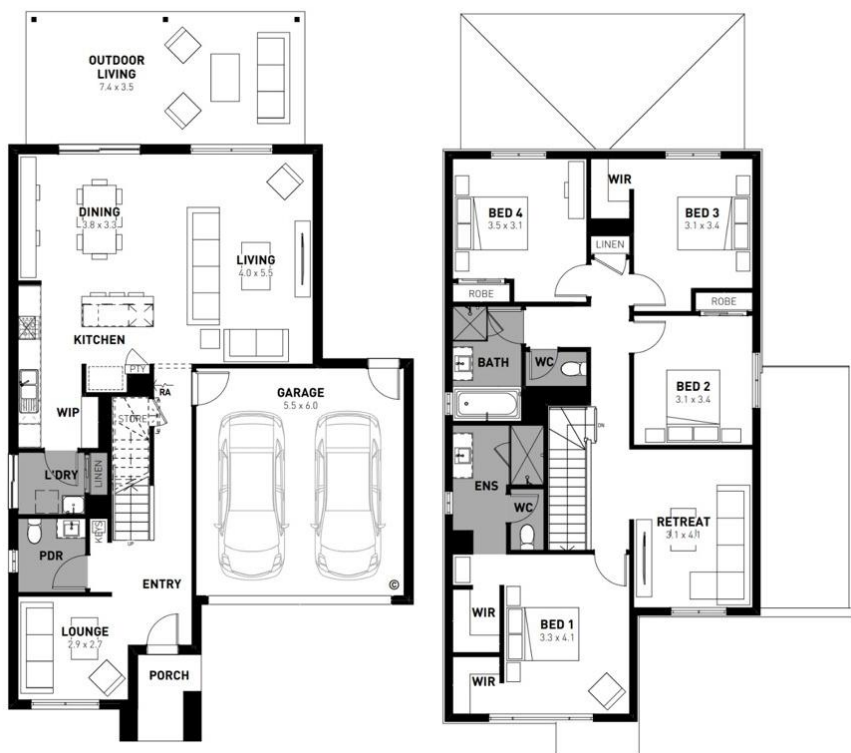 OUTDOOR
LIVING
7.4 x 3.5
DINING
3.8 x 3.3
LIVING
4.0 x 5.5
KITCHEN
PTY
RA
GARAGE
5.5 x 6.0
STORE
WIP
L'DRY
LINEN
KEYS
PDR
UP
ENTRY
©
LOUNGE
2.9 x 2.7
PORCH
BED 4
3.5 x 3.1
WIR
BED 3
3.1 x 3.4
LINEN
ROBE
ROBE
BATH
WC
BED 2
3.1 x 3.4
DN
ENS
WC
RETREAT
3.1 x 4.1
WIR
BED 1
3.3 x 4.1
WIR